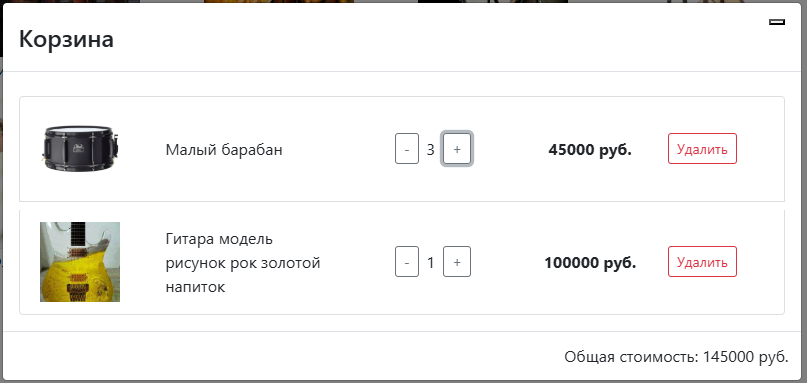 Корзина
Малый барабан
- 3 +
45000 руб.
Удалить
Гитара модель
рисунок рок золотой
напиток
- 1 +
100000 руб.
Удалить
Общая стоимость: 145000 руб.